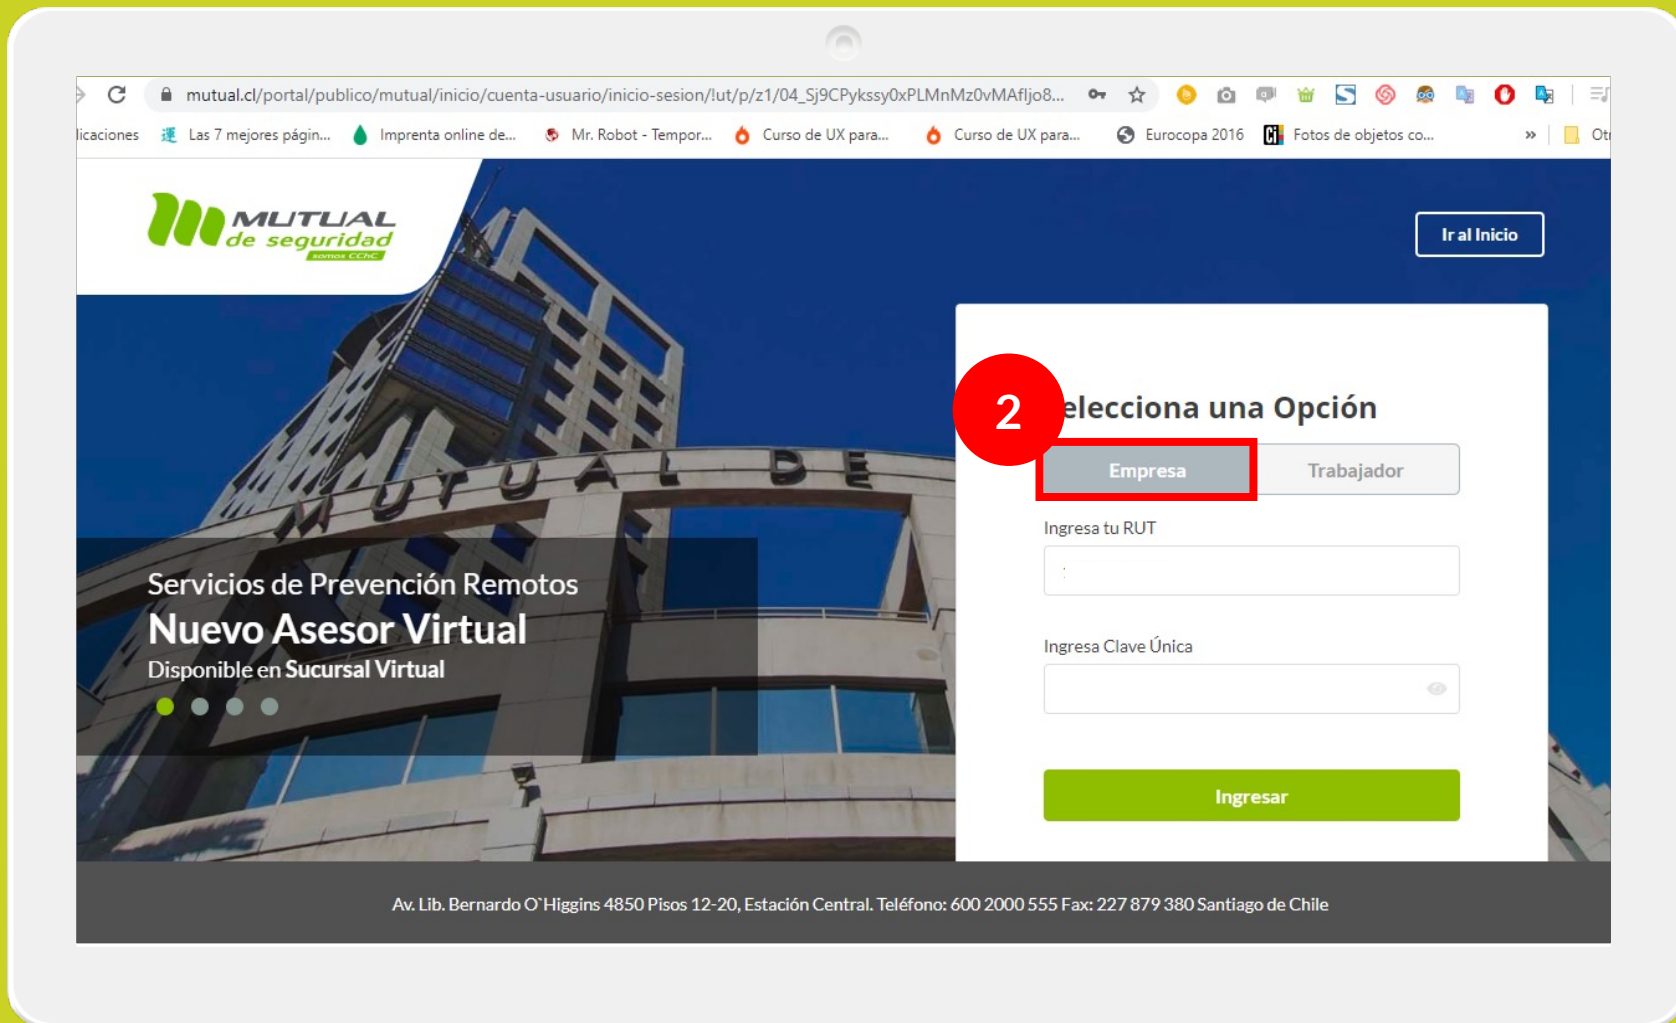 mutual.cl/portal/publico/mutual/inicio/cuenta-usuario/inicio-sesion/!ut/p/z1/04_Sj9CPykssy0xPLMnMz0vMAfIjo8...
licaciones Las 7 mejores págin... Imprenta online de... Mr. Robot - Tempor... Curso de UX para... Curso de UX para... Eurocopa 2016 Fotos de objetos co... » Otr
MUTUAL
de seguridad
somos CChC
Ir al Inicio
2
elecciona una Opción
Empresa Trabajador
Ingresa tu RUT
Ingresa Clave Única
Ingresar
MUTUAL DE
Servicios de Prevención Remotos
Nuevo Asesor Virtual
Disponible en Sucursal Virtual
Av. Lib. Bernardo O`Higgins 4850 Pisos 12-20, Estación Central. Teléfono: 600 2000 555 Fax: 227 879 380 Santiago de Chile